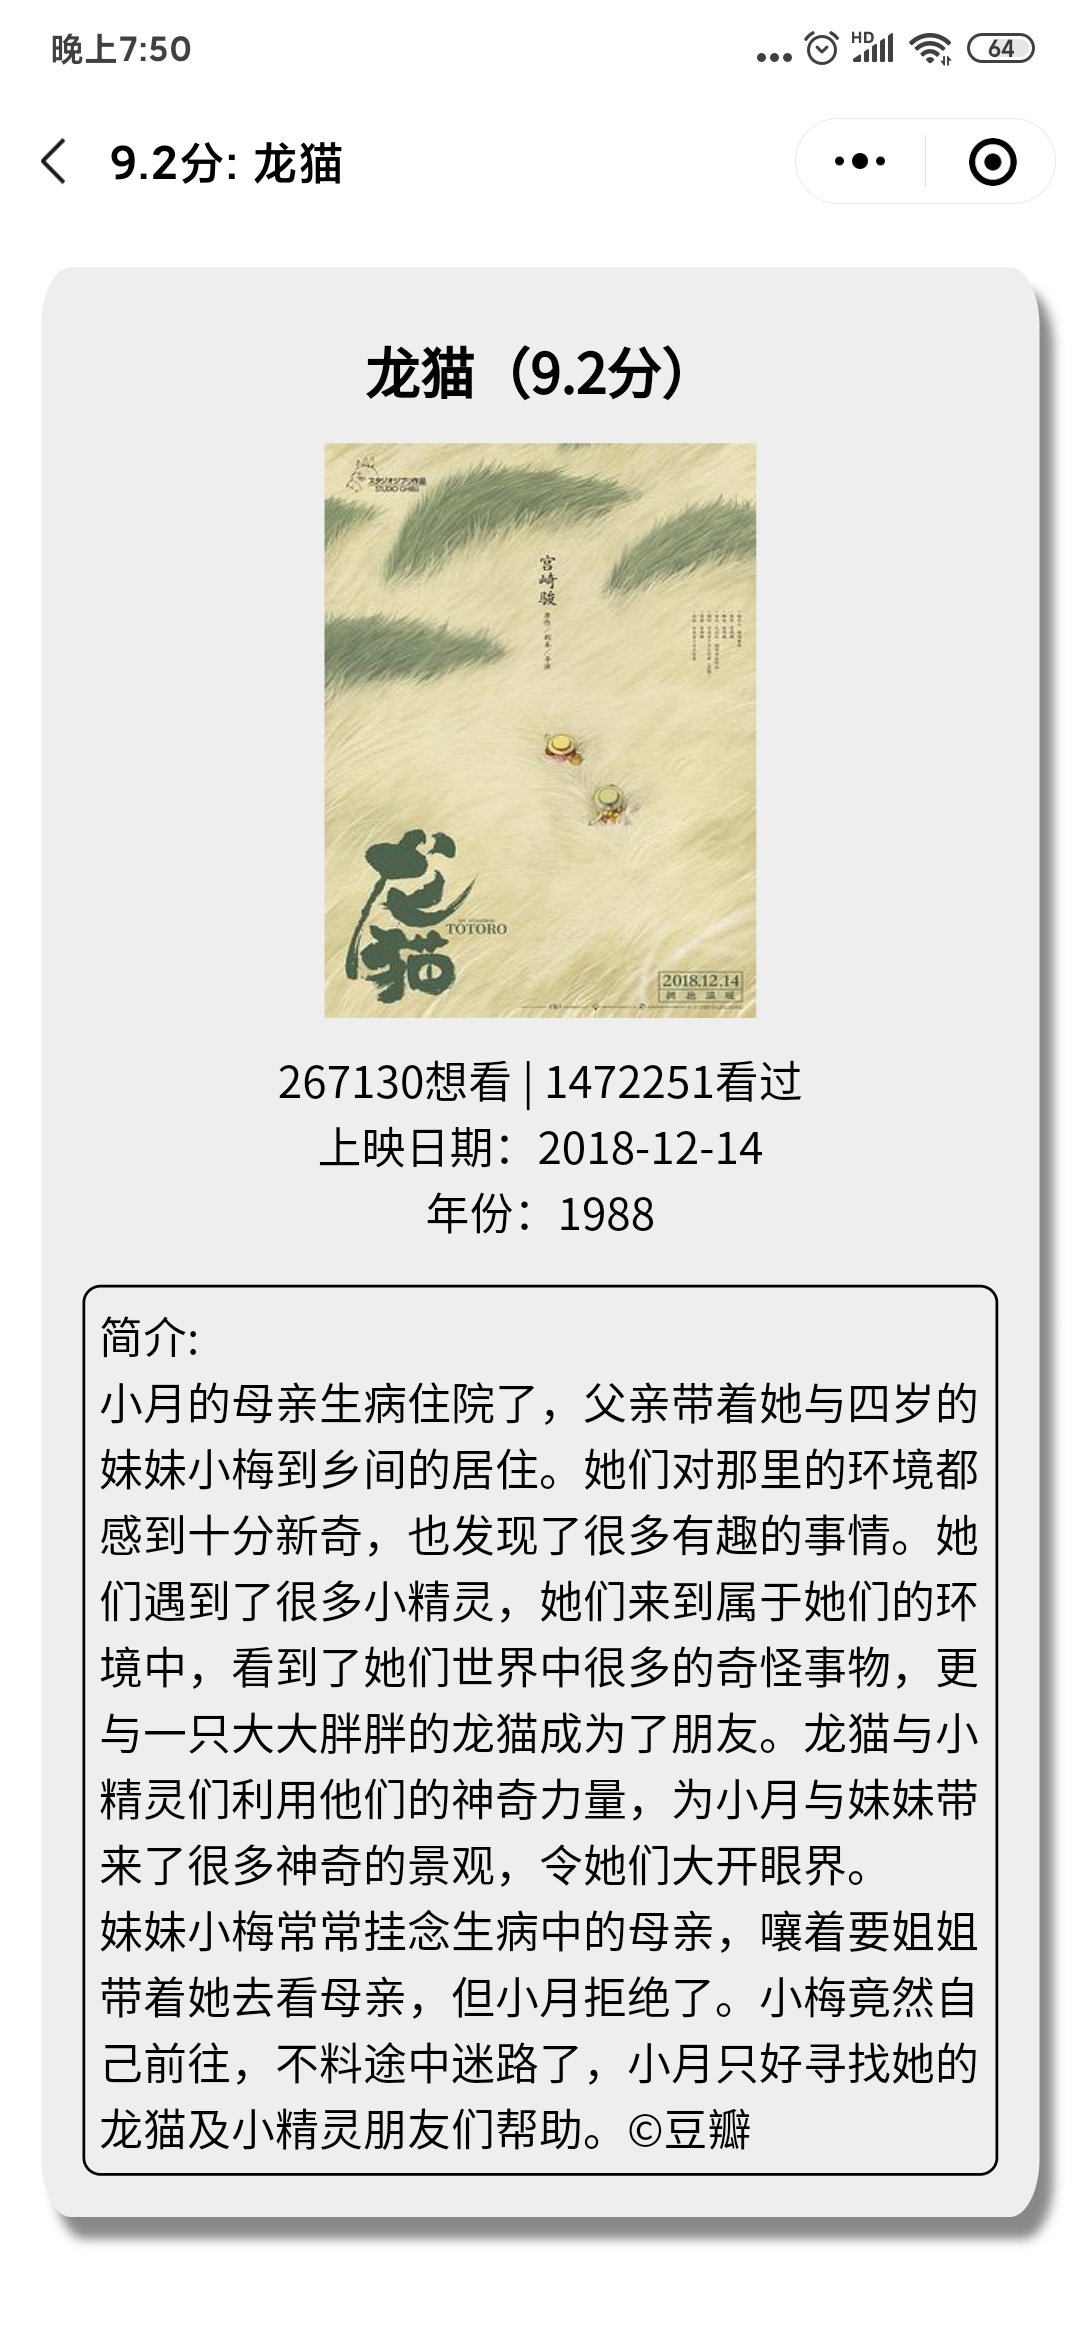 晚上7:50
HD
64
9.2分: 龙猫
龙猫（9.2分）
スタジオジブリ作品
STUDIO GHIBLI
宫崎骏
龙猫
TOTORO
2018.12.14
267130想看 | 1472251看过
上映日期：2018-12-14
年份：1988
简介:
小月的母亲生病住院了，父亲带着她与四岁的
妹妹小梅到乡间的居住。她们对那里的环境都
感到十分新奇，也发现了很多有趣的事情。她
们遇到了很多小精灵，她们来到属于她们的环
境中，看到了她们世界中很多的奇怪事物，更
与一只大大胖胖的龙猫成为了朋友。龙猫与小
精灵们利用他们的神奇力量，为小月与妹妹带
来了很多神奇的景观，令她们大开眼界。
妹妹小梅常常挂念生病中的母亲，嚷着要姐姐
带着她去看母亲，但小月拒绝了。小梅竟然自
己前往，不料途中迷路了，小月只好寻找她的
龙猫及小精灵朋友们帮助。©豆瓣